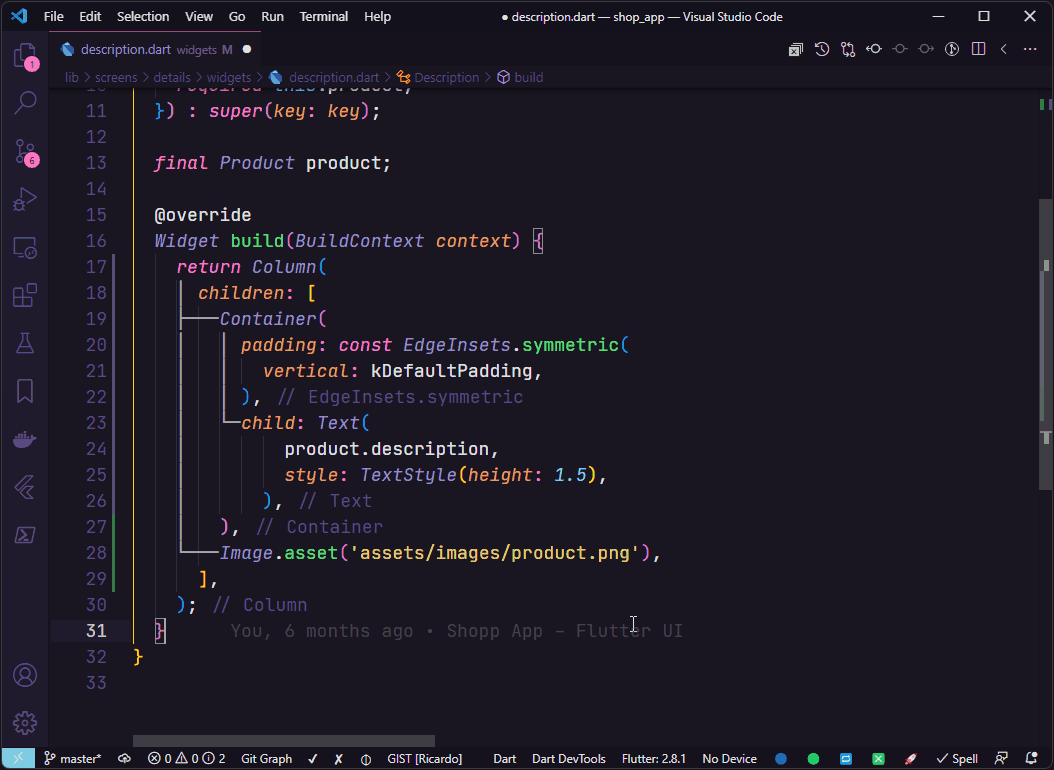 File Edit Selection View Go Run Terminal Help ● description.dart — shop_app — Visual Studio Code
description.dart widgets M ●
lib > screens > details > widgets > description.dart > Description > build
1
6
10 required this.product,
11 }) : super(key: key);
12
13 final Product product;
14
15 @override
16 Widget build(BuildContext context) {
17 return Column(
18 children: [
19 Container(
20 padding: const EdgeInsets.symmetric(
21 vertical: kDefaultPadding,
22 ), // EdgeInsets.symmetric
23 child: Text(
24 product.description,
25 style: TextStyle(height: 1.5),
26 ), // Text
27 ), // Container
28 Image.asset('assets/images/product.png'),
29 ],
30 ); // Column
31 } You, 6 months ago • Shopp App – Flutter UI
32 }
33
master* 0 0 2 Git Graph ✓ ✗ GIST [Ricardo] Dart Dart DevTools Flutter: 2.8.1 No Device ✓ Spell